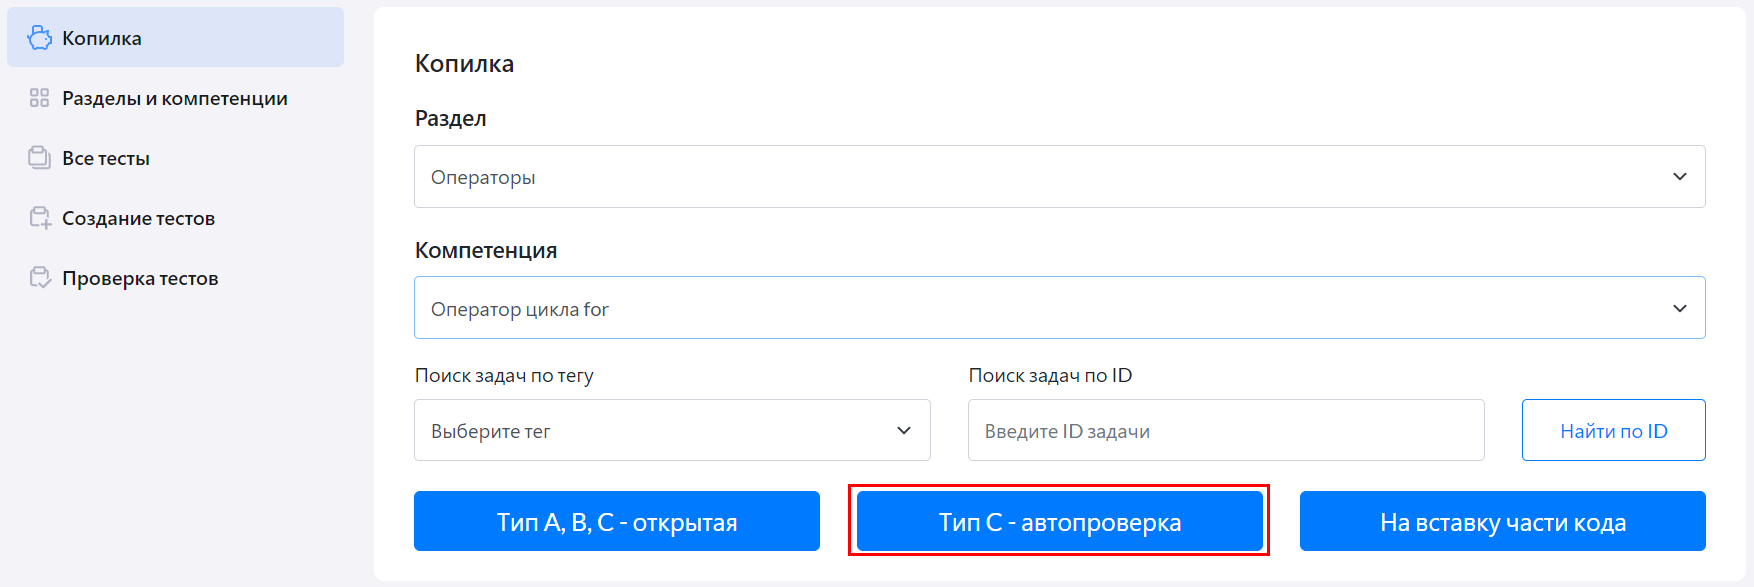 Копилка
Разделы и компетенции
Все тесты
Создание тестов
Проверка тестов
Копилка
Раздел
Операторы
Компетенция
Оператор цикла for
Поиск задач по тегу
Выберите тег
Поиск задач по ID
Введите ID задачи
Найти по ID
Тип A, B, C - открытая
Тип C - автопроверка
На вставку части кода